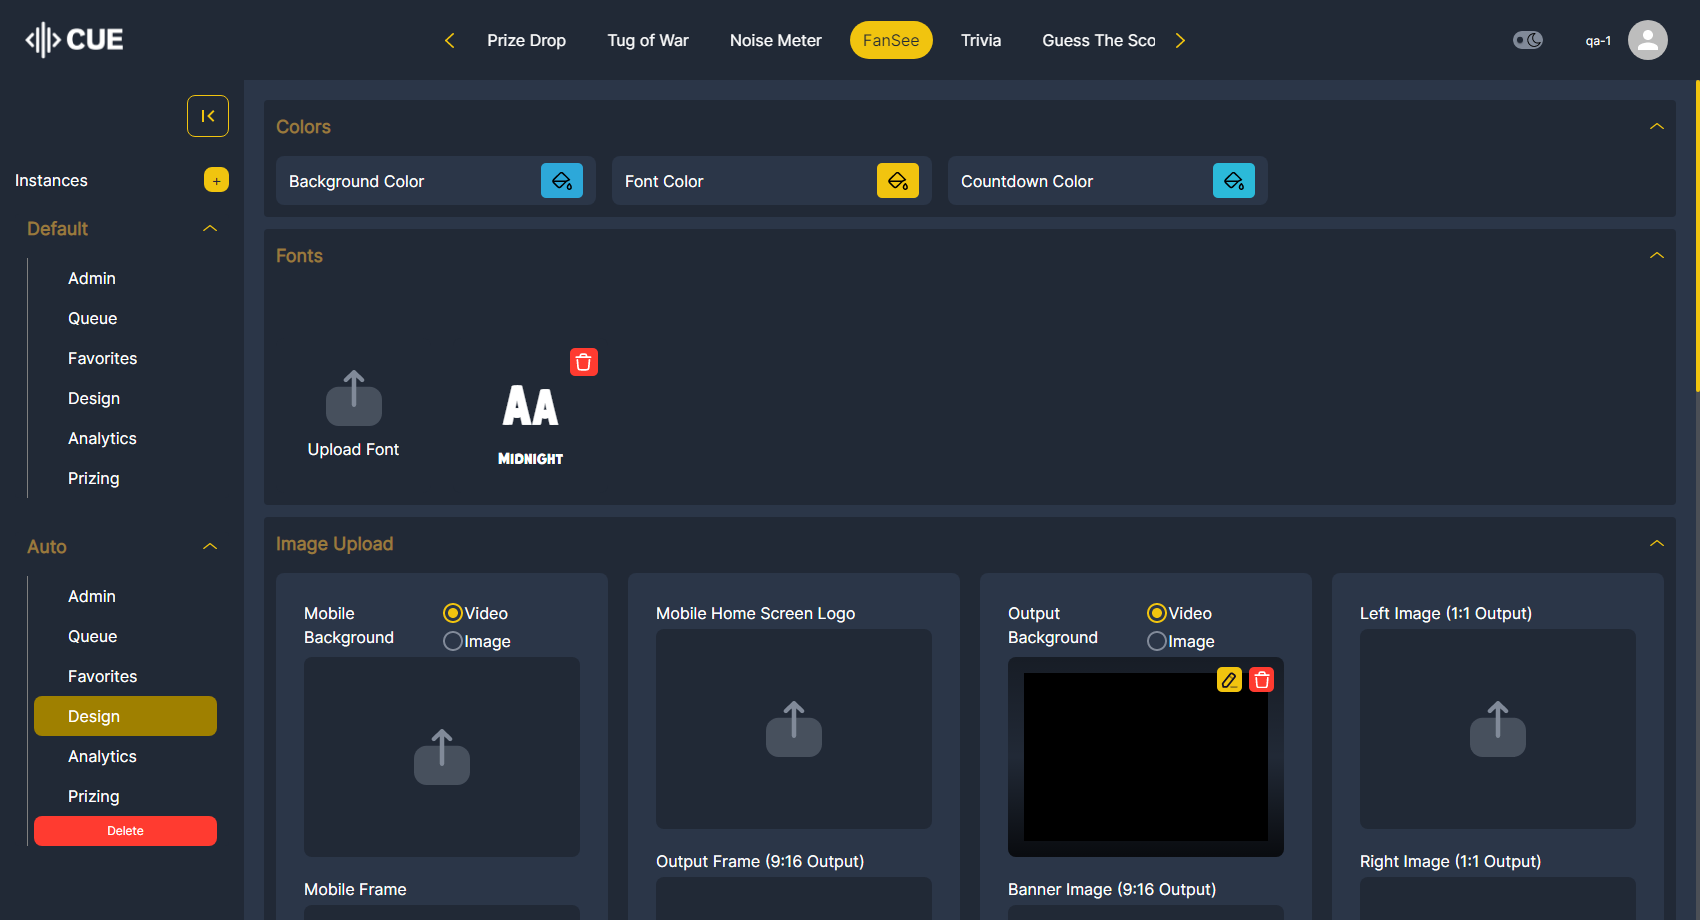 CUE
Prize Drop
Tug of War
Noise Meter
FanSee
Trivia
Guess The Sco
qa-1
Instances
+
Default
Admin
Queue
Favorites
Design
Analytics
Prizing
Auto
Admin
Queue
Favorites
Design
Analytics
Prizing
Delete
Colors
Background Color
Font Color
Countdown Color
Fonts
Upload Font
AA
MIDNIGHT
Image Upload
Mobile
Background
Video
Image
Mobile Home Screen Logo
Output
Background
Video
Image
Left Image (1:1 Output)
Mobile Frame
Output Frame (9:16 Output)
Banner Image (9:16 Output)
Right Image (1:1 Output)